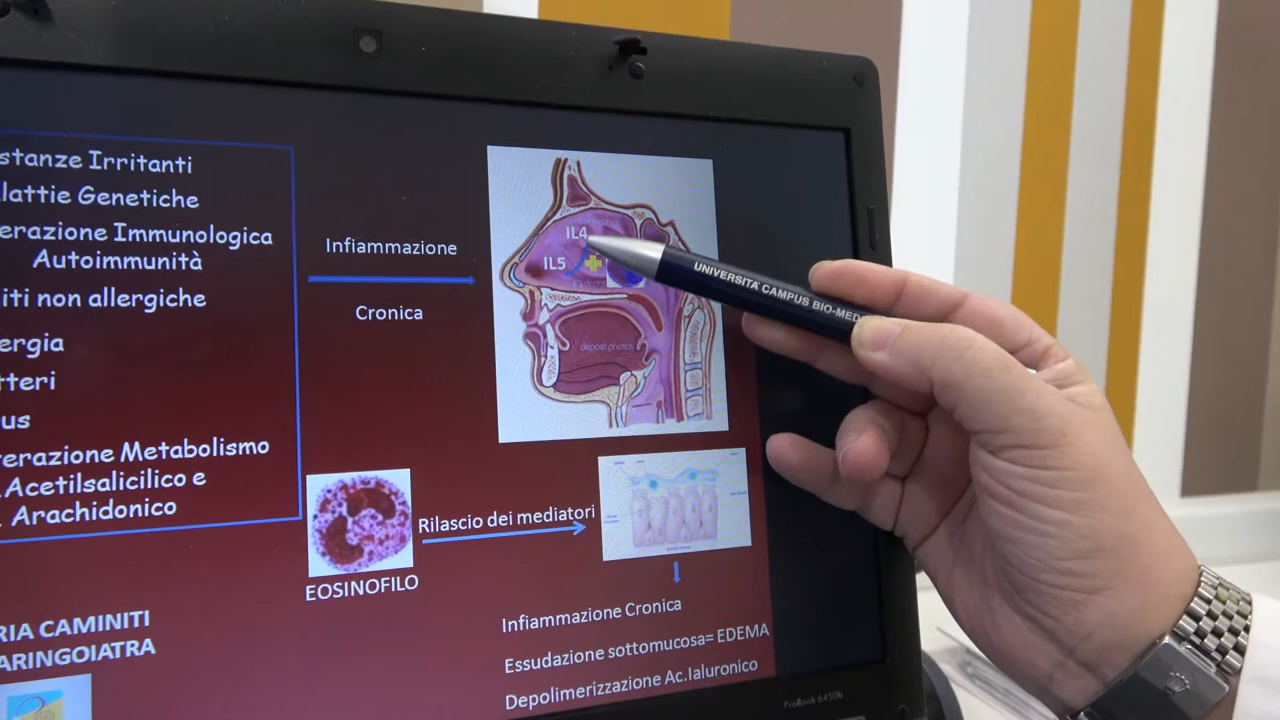 stanze Irritanti
lattie Genetiche
erazione Immunologica
Autoimmunità
iti non allergiche
ergia
tteri
us
terazione Metabolismo
.Acetilsalicilico e
. Arachidonico
Infiammazione
Cronica
IL4
IL5
depositphotos
UNIVERSITA' CAMPUS BIO-MED
EOSINOFILO
Rilascio dei mediatori
Infiammazione Cronica
Essudazione sottomucosa= EDEMA
Depolimerizzazione Ac.Ialuronico
RIA CAMINITI
ARINGOIATRA
ProBook 6450b